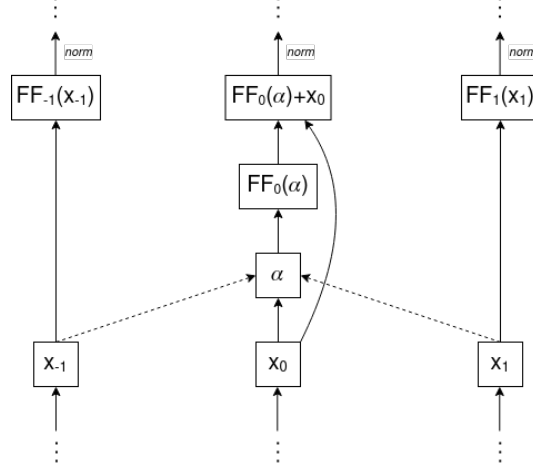 ⋮ ⋮ ⋮
norm norm norm
FF₋₁(x₋₁) FF₀(α)+x₀ FF₁(x₁)
FF₀(α)
α
x₋₁ x₀ x₁
⋮ ⋮ ⋮